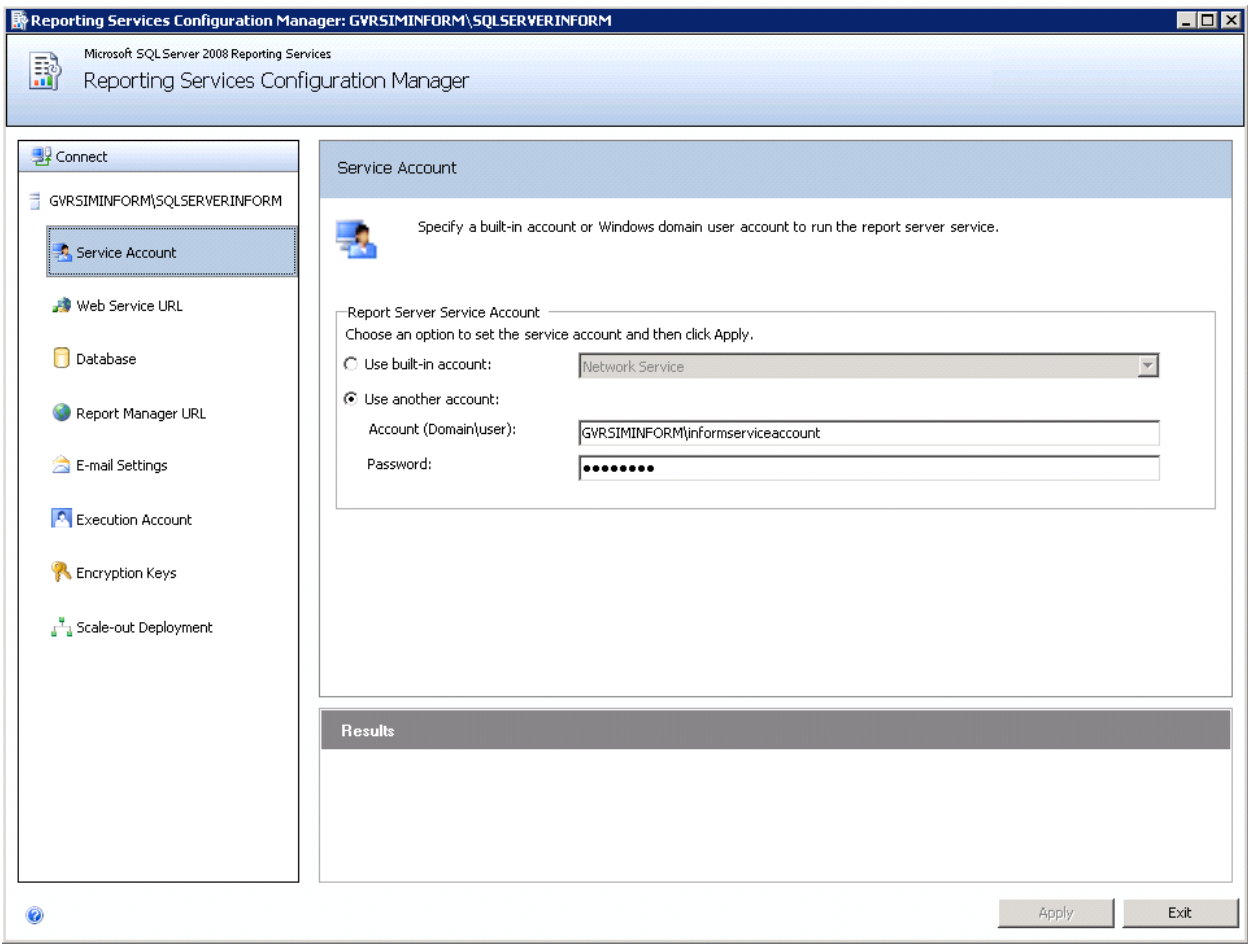 Reporting Services Configuration Manager: GVRSIMINFORM\SQLSERVERINFORM
Microsoft SQL Server 2008 Reporting Services
Reporting Services Configuration Manager
Connect
GVRSIMINFORM\SQLSERVERINFORM
Service Account
Web Service URL
Database
Report Manager URL
E-mail Settings
Execution Account
Encryption Keys
Scale-out Deployment
Service Account
Specify a built-in account or Windows domain user account to run the report server service.
Report Server Service Account
Choose an option to set the service account and then click Apply.
Use built-in account:
Network Service
Use another account:
Account (Domain\user):
GVRSIMINFORM\informserviceaccount
Password:
●●●●●●●●
Results
Apply
Exit